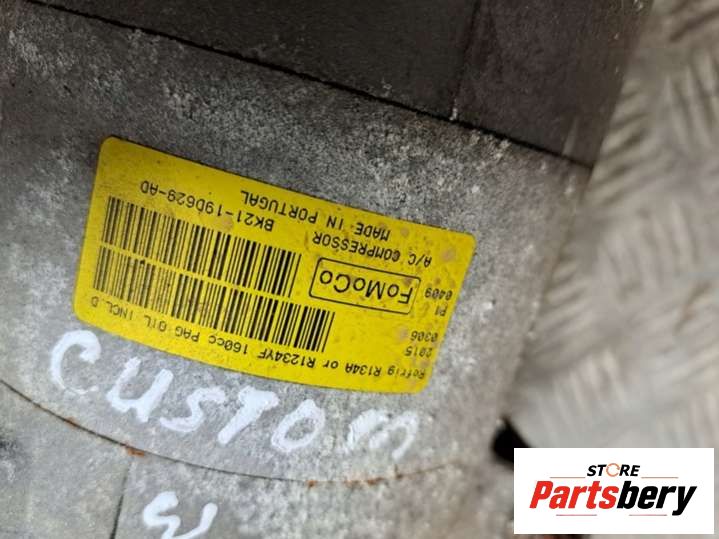 Refrig R134A or R1234YF 160cc PAG OIL INCL D
2015
0306
P1
0409
FoMoCo
A/C COMPRESSOR
MADE IN PORTUGAL
BK21-19D629-AD
CUSTOM
STORE
Partsbery